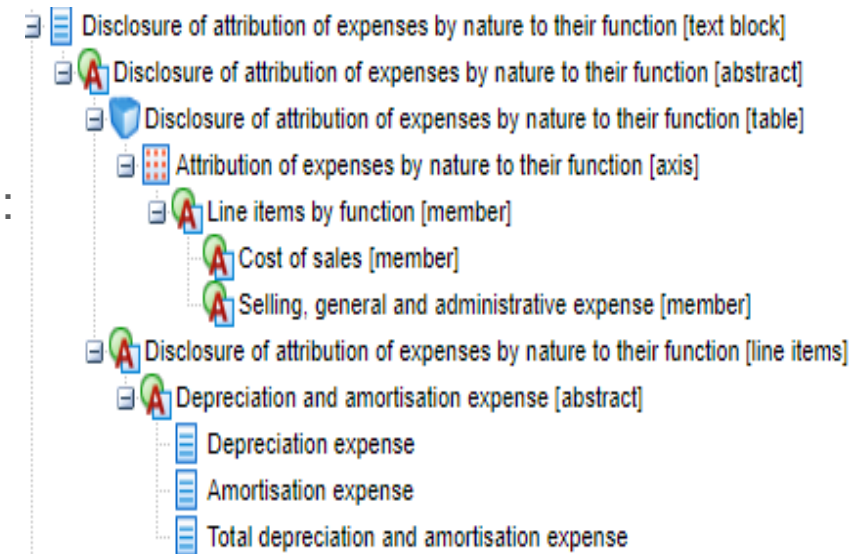 Disclosure of attribution of expenses by nature to their function [text block]
Disclosure of attribution of expenses by nature to their function [abstract]
Disclosure of attribution of expenses by nature to their function [table]
Attribution of expenses by nature to their function [axis]
:
Line items by function [member]
Cost of sales [member]
Selling, general and administrative expense [member]
Disclosure of attribution of expenses by nature to their function [line items]
Depreciation and amortisation expense [abstract]
Depreciation expense
Amortisation expense
Total depreciation and amortisation expense